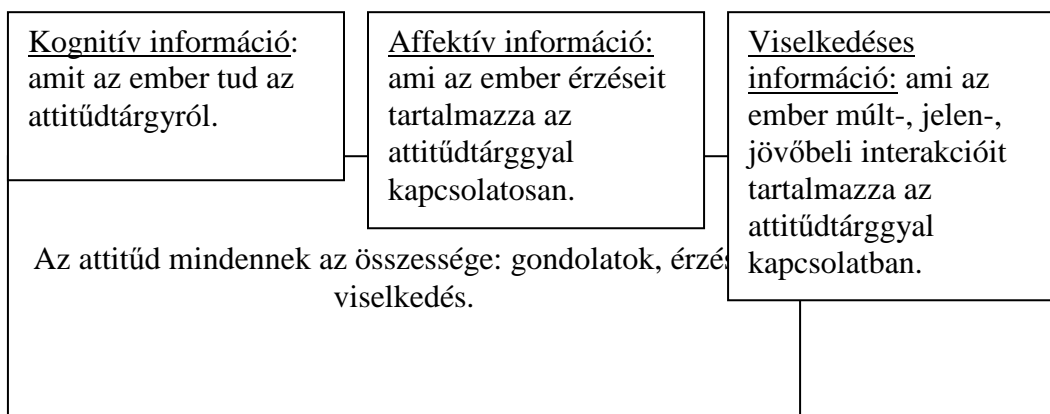 Kognitív információ:
amit az ember tud az
attitűdtárgyról.
Affektív információ:
ami az ember érzéseit
tartalmazza az
attitűdtárggyal
kapcsolatosan.
Viselkedéses
információ: ami az
ember múlt-, jelen-,
jövőbeli interakcióit
tartalmazza az
attitűdtárggyal
kapcsolatban.
Az attitűd mindennek az összessége: gondolatok,
viselkedés.